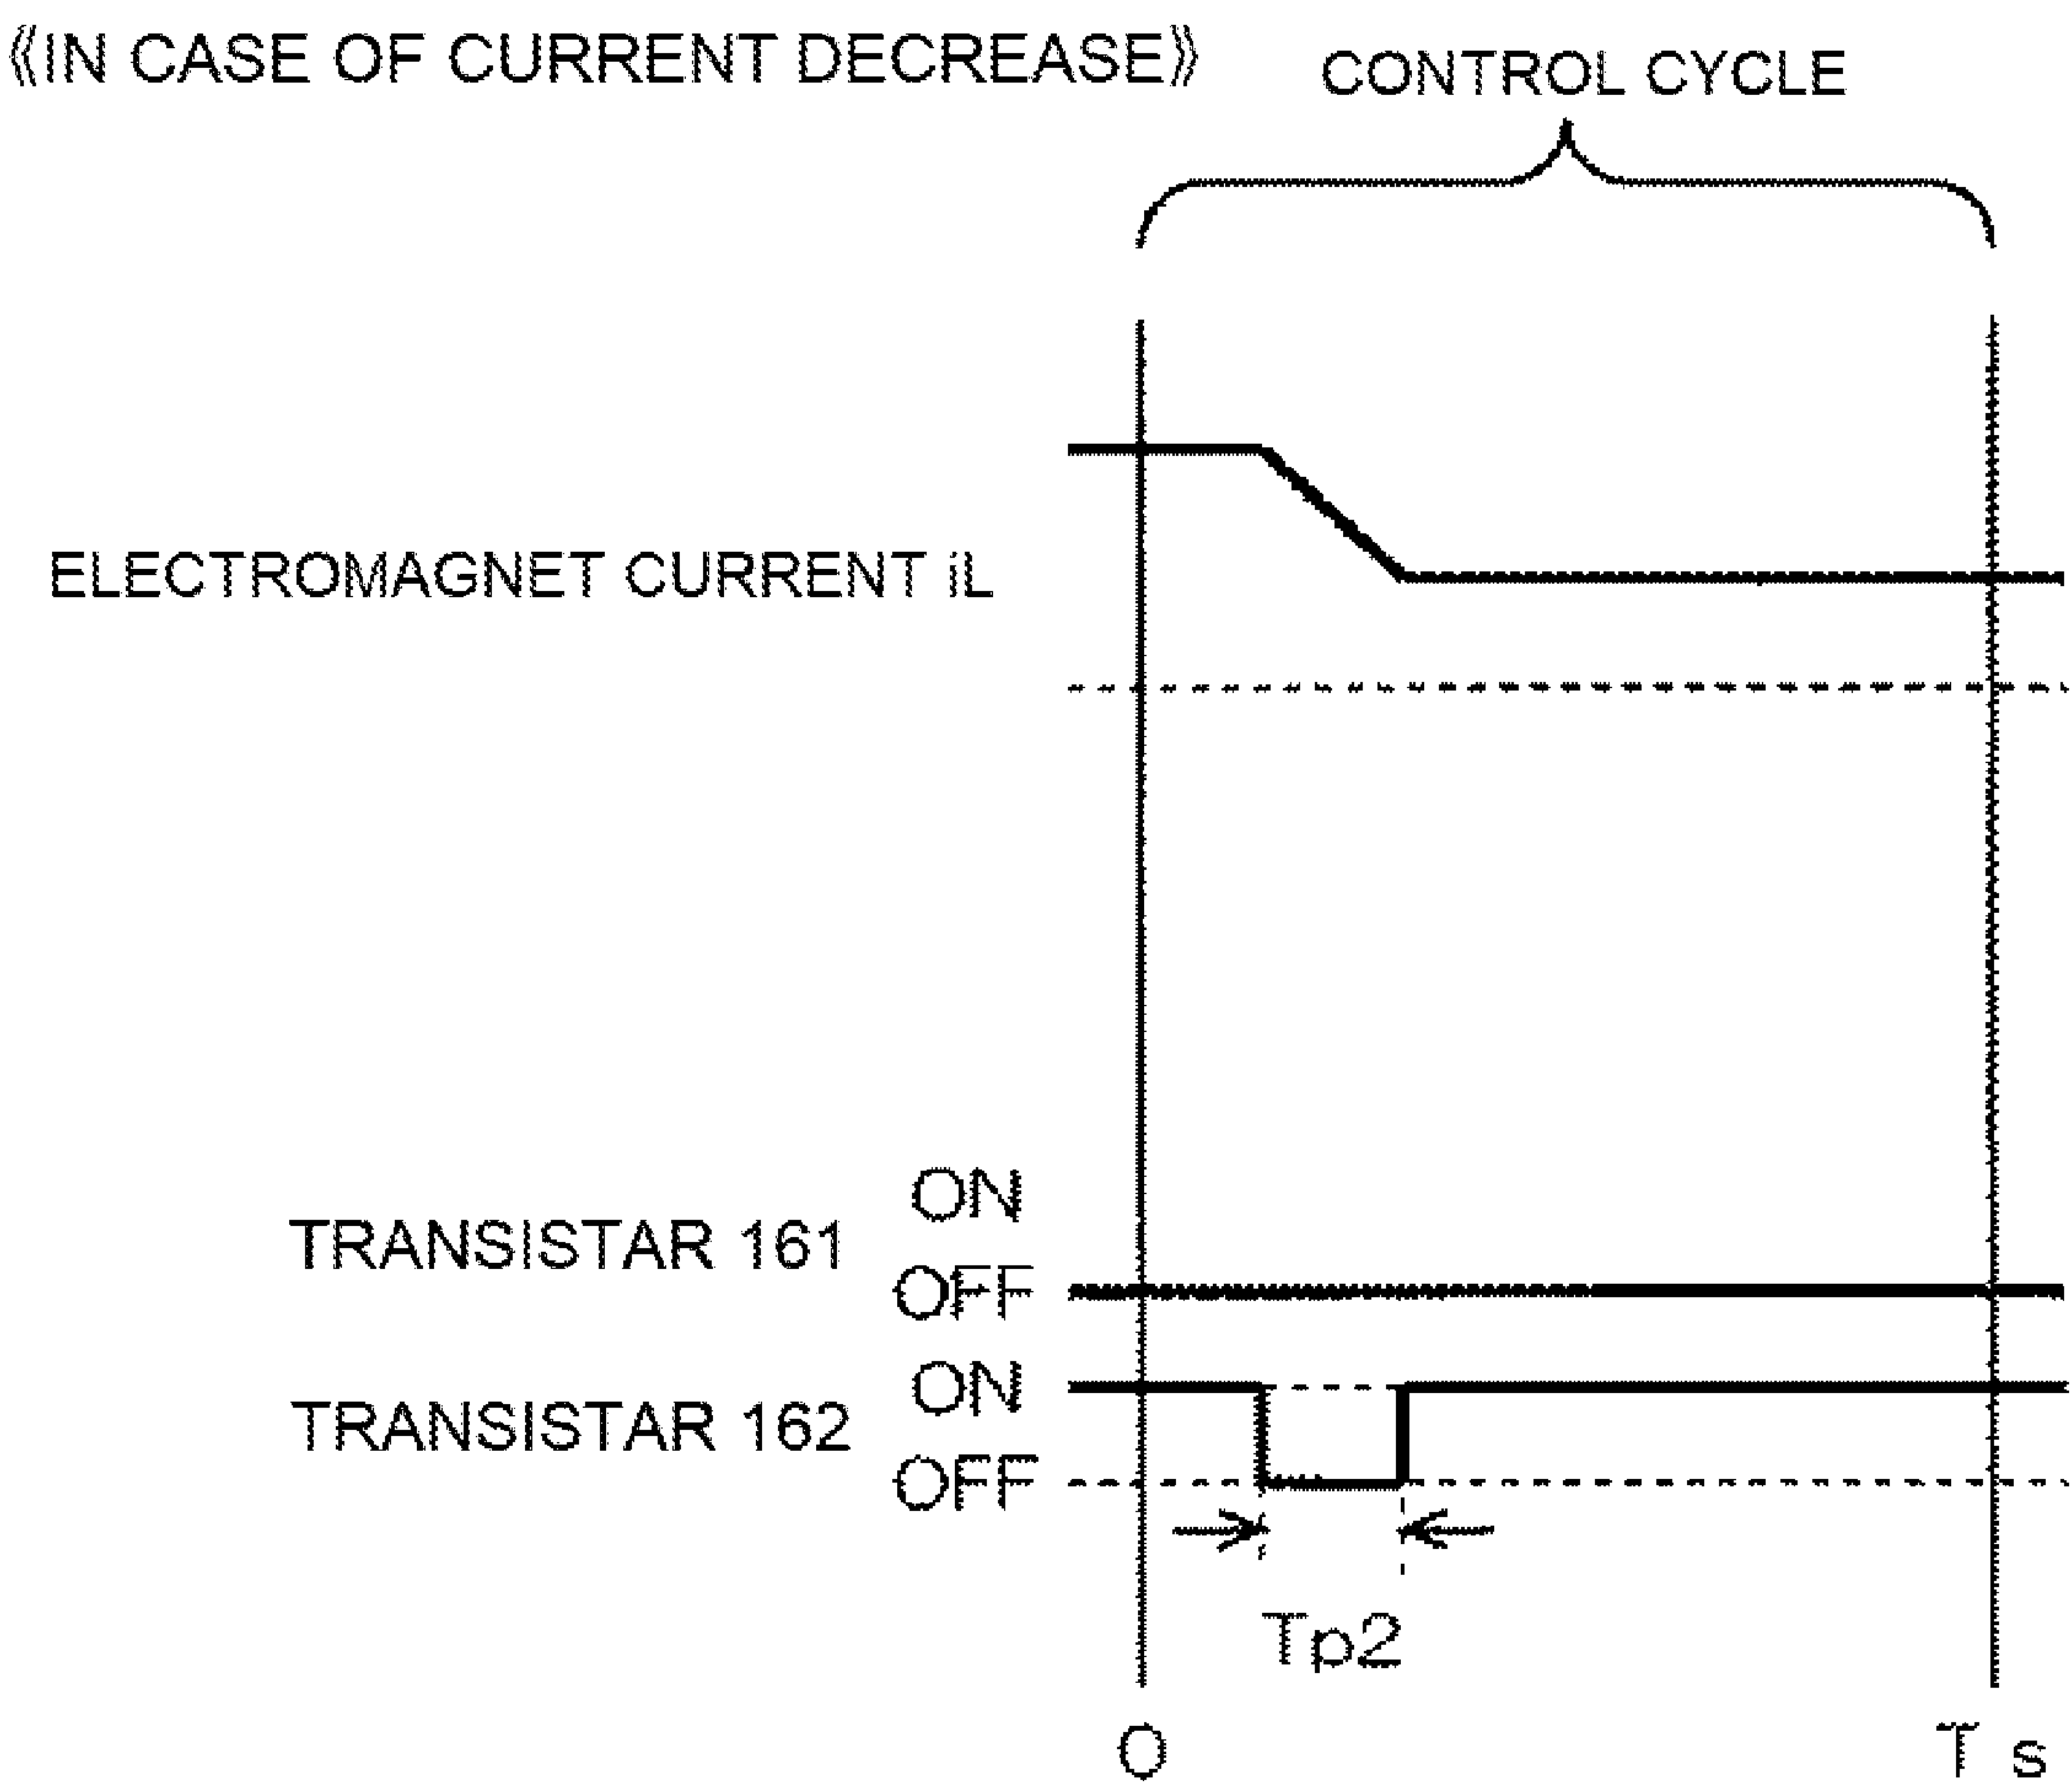 《IN CASE OF CURRENT DECREASE》
CONTROL CYCLE
ELECTROMAGNET CURRENT iL
ON
TRANSISTAR 161
OFF
ON
TRANSISTAR 162
OFF
Tp2
0
Ts